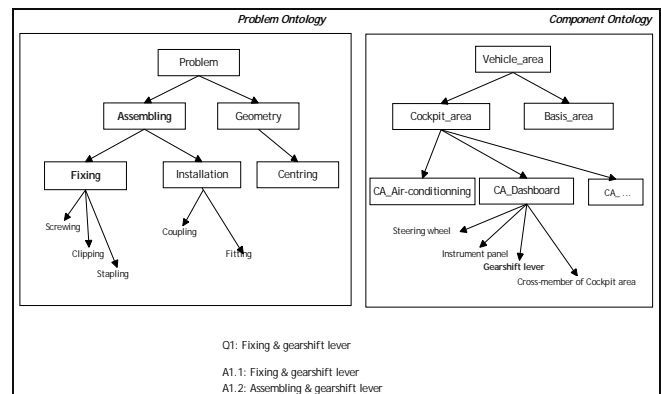 Problem Ontology
Component Ontology
Problem
Assembling
Geometry
Fixing
Installation
Centring
Screwing
Clipping
Stapling
Coupling
Fitting
Vehicle_area
Cockpit_area
Basis_area
CA_Air-conditionning
CA_Dashboard
CA_ ...
Steering wheel
Instrument panel
Gearshift lever
Cross-member of Cockpit area
Q1: Fixing & gearshift lever
A1.1: Fixing & gearshift lever
A1.2: Assembling & gearshift lever